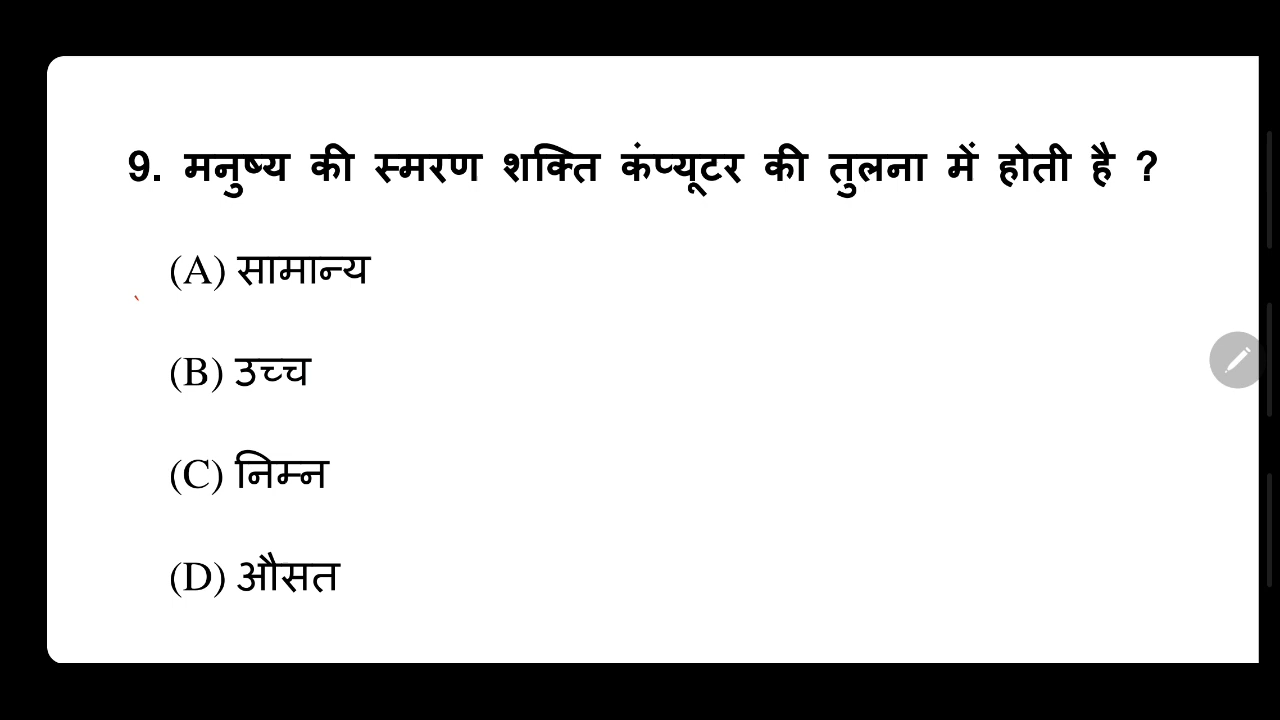 9. मनुष्य की स्मरण शक्ति कंप्यूटर की तुलना में होती है ?
(A) सामान्य
(B) उच्च
(C) निम्न
(D) औसत